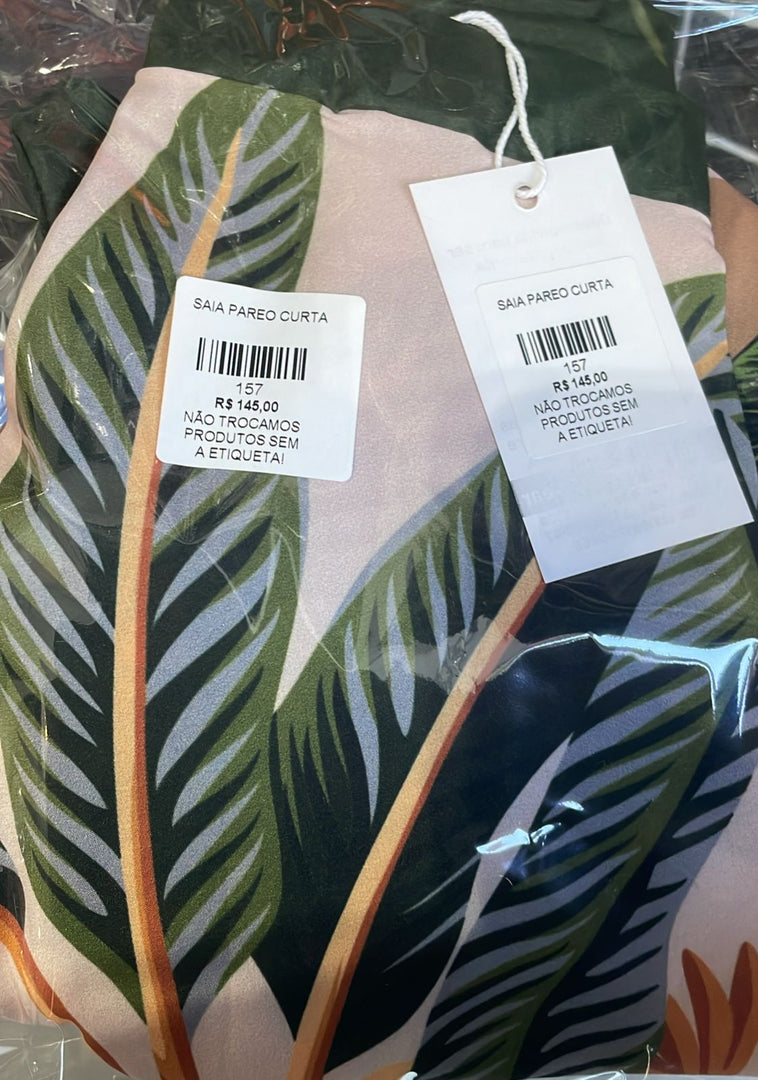 SAIA PAREO CURTA
157
R$ 145,00
NÃO TROCAMOS
PRODUTOS SEM
A ETIQUETA!
SAIA PAREO CURTA
157
R$ 145,00
NÃO TROCAMOS
PRODUTOS SEM
A ETIQUETA!